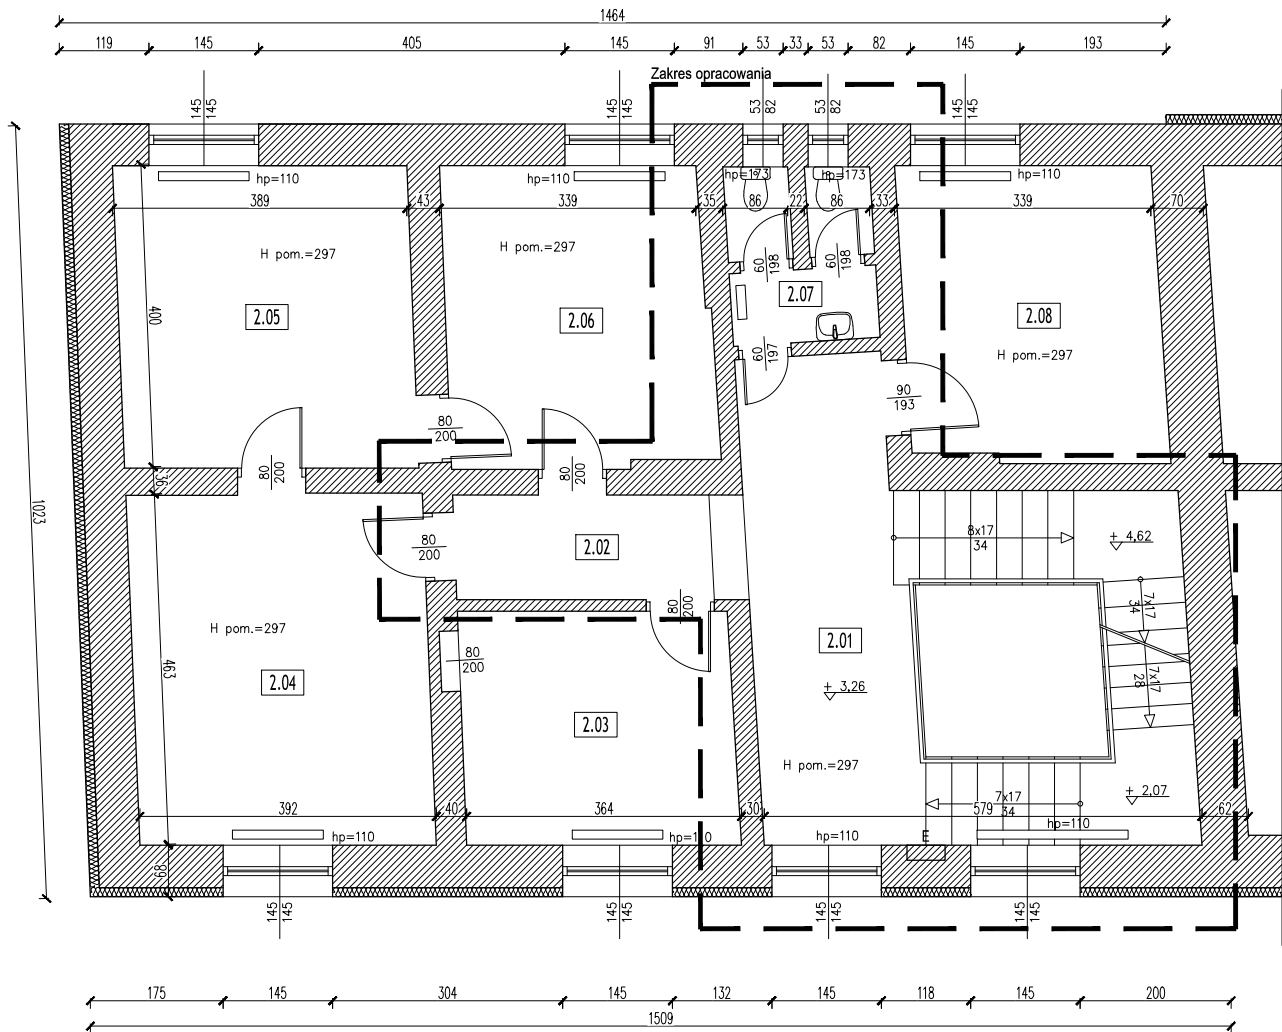 1464
119 145 405 145 91 53 33 53 82 145 193
Zakres opracowania
145
145
145
145
53
82
53
82
145
145
hp=110
hp=110
hp=173
hp=173
hp=110
389 43 339 35 86 22 86 33 339 70
H pom.=297
H pom.=297
60
198
60
198
2.05
2.06
2.07
2.08
400
H pom.=297
60
197
90
193
80
200
80
200
80
200
36
1023
8x17
34
+ 4,62
80
200
2.02
7x17
34
80
200
H pom.=297
2.01
80
200
463
7x17
28
2.04
+ 3,26
2.03
H pom.=297
392 40 364 30 579 62
7x17
34
+ 2,07
hp=110
hp=110
hp=110
hp=110
E
68
145
145
145
145
145
145
145
145
175 145 304 145 132 145 118 145 200
1509